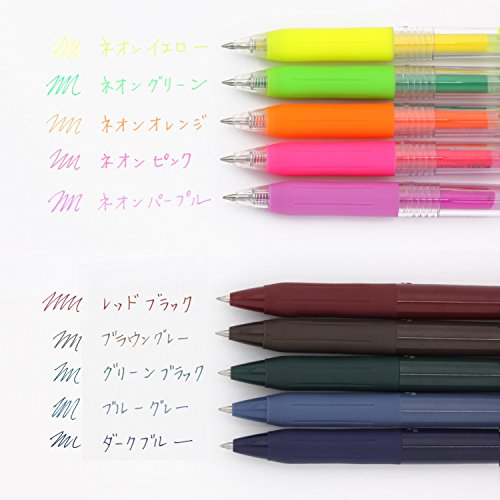 ネオンイエロー
ネオングリーン
ネオンオレンジ
ネオンピンク
ネオンパープル
レッドブラック
ブラウングレー
グリーンブラック
ブルーグレー
ダークブルー